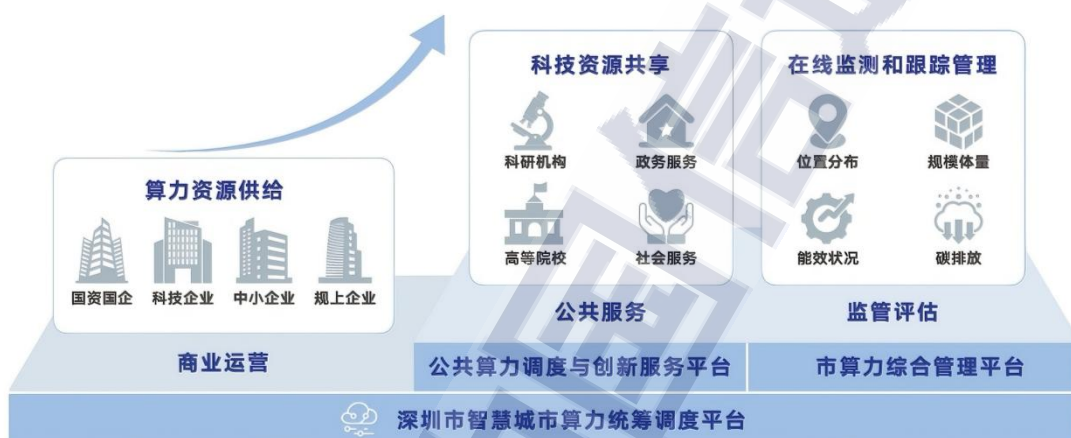 科技资源共享
科研机构
政务服务
高等院校
社会服务
公共服务
在线监测和跟踪管理
位置分布
规模体量
能效状况
碳排放
监管评估
算力资源供给
国资国企
科技企业
中小企业
规上企业
商业运营
公共算力调度与创新服务平台
市算力综合管理平台
深圳市智慧城市算力统筹调度平台